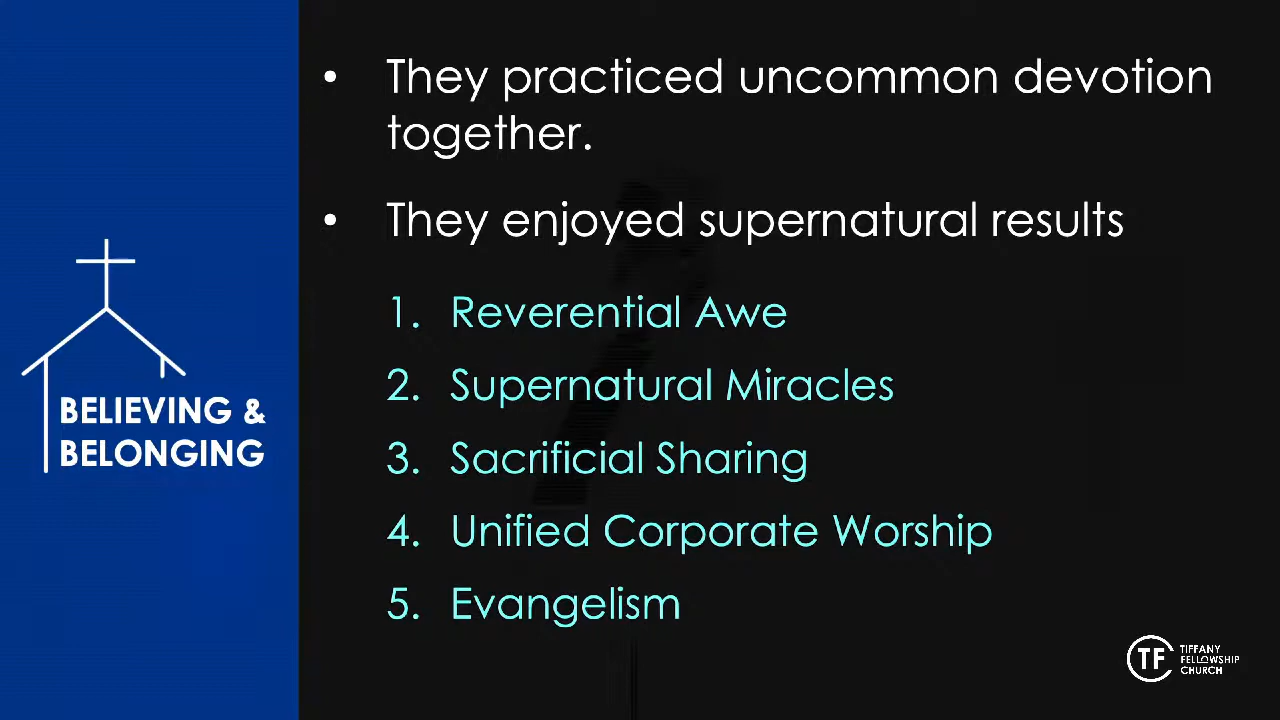 • They practiced uncommon devotion
together.
• They enjoyed supernatural results
1. Reverential Awe
2. Supernatural Miracles
3. Sacrificial Sharing
4. Unified Corporate Worship
5. Evangelism
BELIEVING &
BELONGING
TF
TIFFANY
FELLOWSHIP
CHURCH